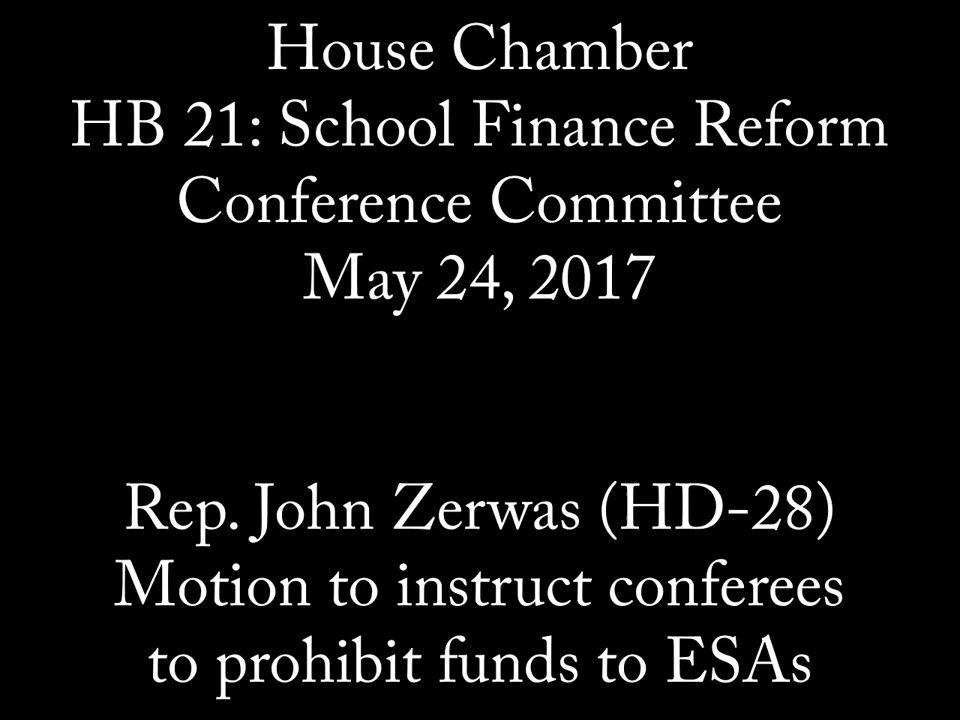 House Chamber
HB 21: School Finance Reform
Conference Committee
May 24, 2017
Rep. John Zerwas (HD-28)
Motion to instruct conferees
to prohibit funds to ESAs